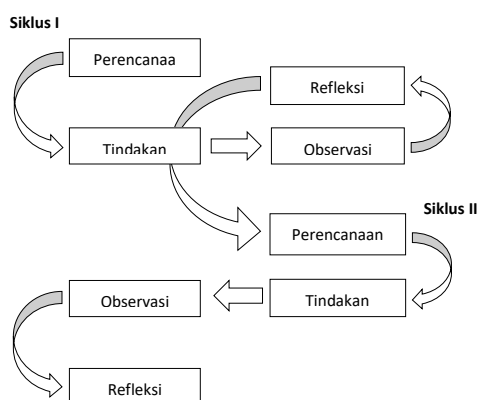 Siklus I
Perencanaa
Refleksi
Tindakan
Observasi
Siklus II
Perencanaan
Observasi
Tindakan
Refleksi